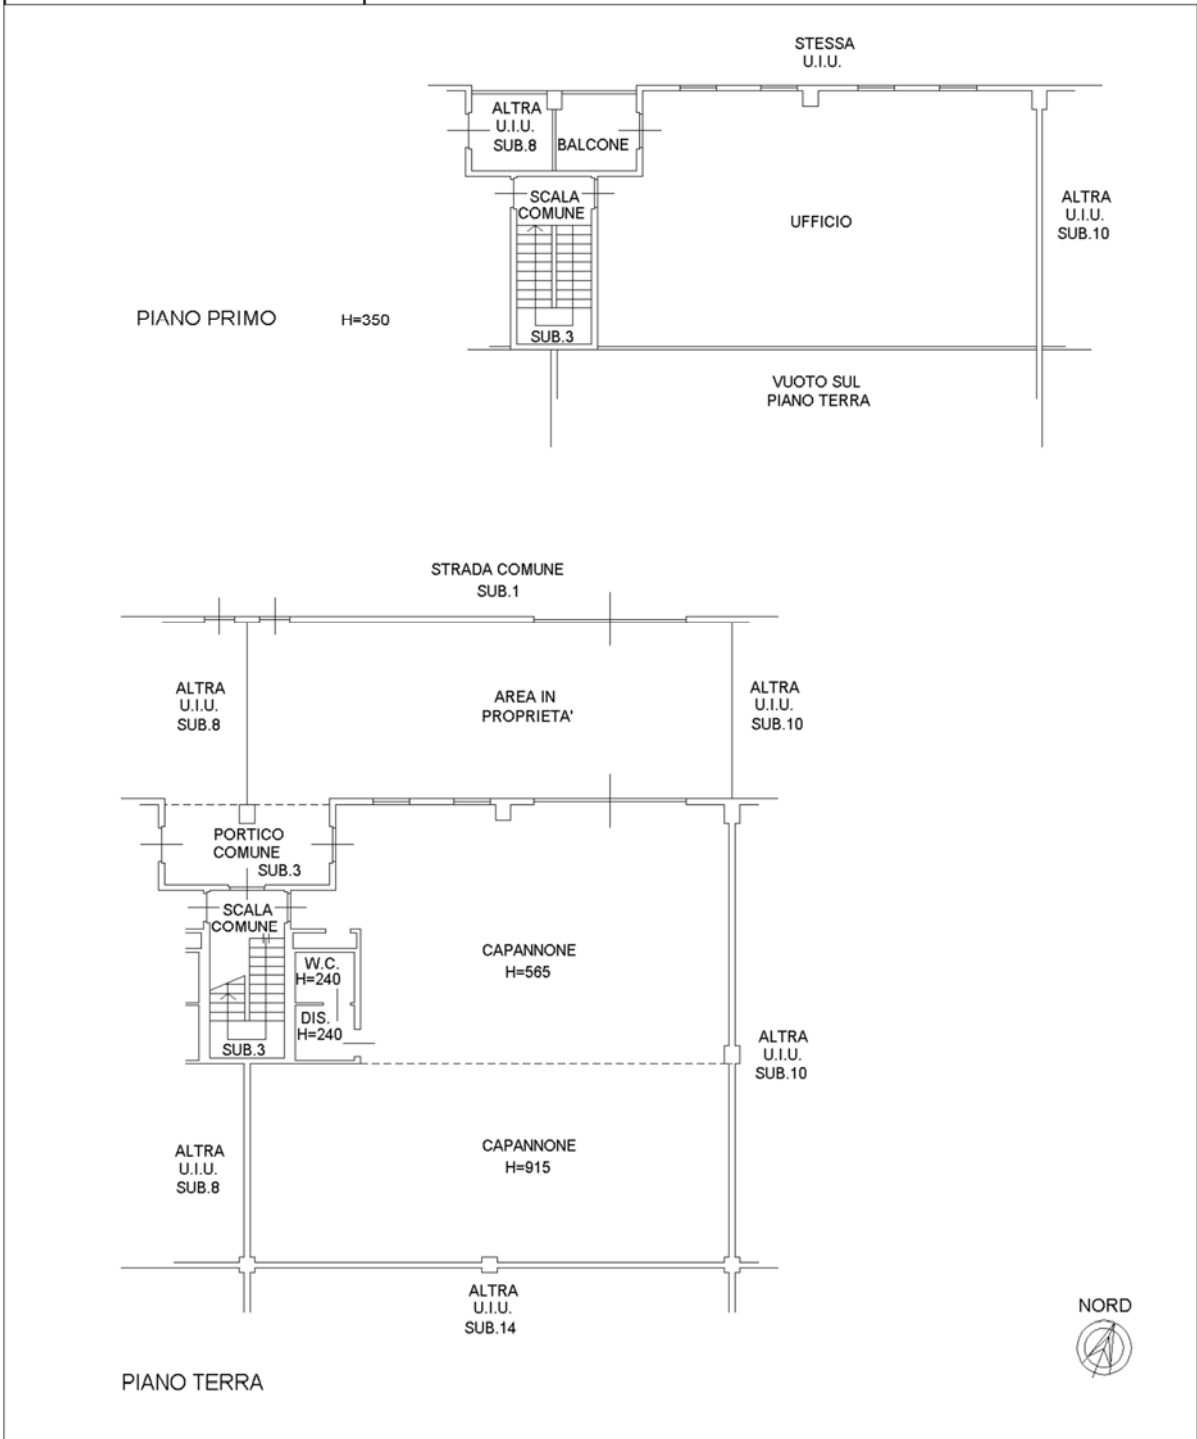 STESSA
U.I.U.
ALTRA
U.I.U.
SUB.8
BALCONE
SCALA
COMUNE
SUB.3
UFFICIO
ALTRA
U.I.U.
SUB.10
PIANO PRIMO
H=350
VUOTO SUL
PIANO TERRA
STRADA COMUNE
SUB.1
ALTRA
U.I.U.
SUB.8
AREA IN
PROPRIETA'
ALTRA
U.I.U.
SUB.10
PORTICO
COMUNE
SUB.3
SCALA
COMUNE
W.C.
H=240
DIS.
H=240
SUB.3
CAPANNONE
H=565
ALTRA
U.I.U.
SUB.10
ALTRA
U.I.U.
SUB.8
CAPANNONE
H=915
ALTRA
U.I.U.
SUB.14
NORD
PIANO TERRA